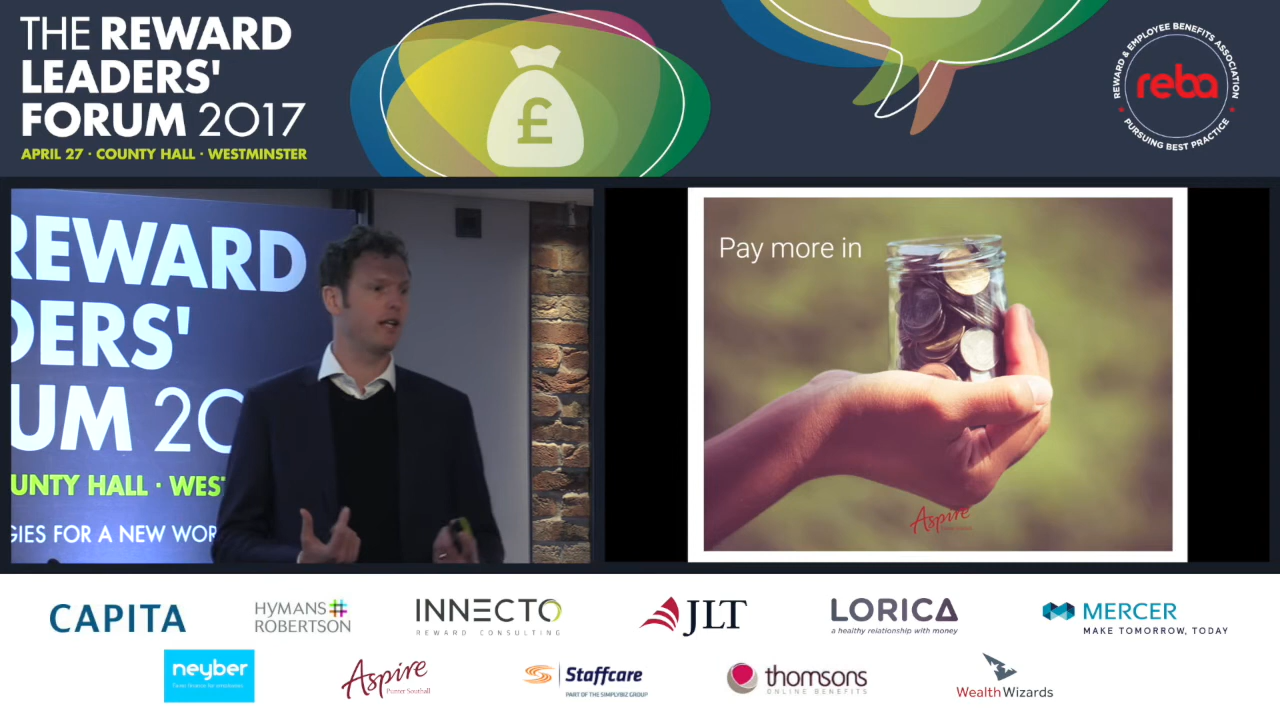 THE REWARD
LEADERS'
FORUM 2017
APRIL 27 · COUNTY HALL · WESTMINSTER
£
REWARD & EMPLOYEE BENEFITS ASSOCIATION
reba
PURSUING BEST PRACTICE
REWARD
DERS'
UM 20
UNTY HALL · WES
GIES FOR A NEW WOR
Pay more in
Aspire
CAPITA
HYMANS
ROBERTSON
INNECTO
REWARD CONSULTING
JLT
LORICA
a healthy relationship with money
MERCER
MAKE TOMORROW, TODAY
neyber
Aspire
Staffcare
PART OF THE SIMPLYBIZ GROUP
thomsons
ONLINE BENEFITS
WealthWizards